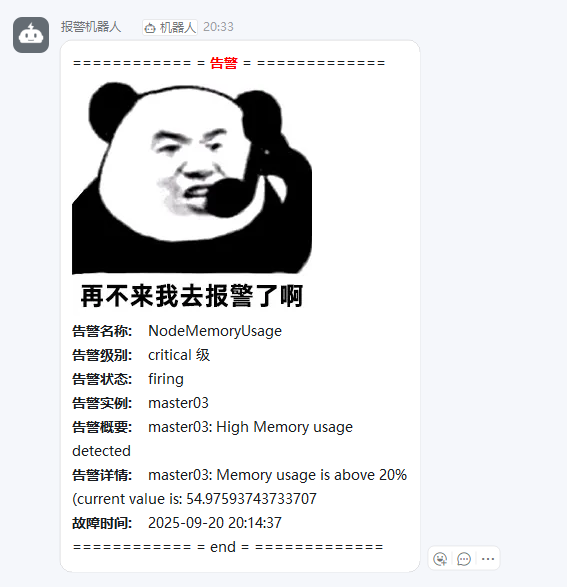 报警机器人 机器人 20:33
============ = 告警 = =============
再不来我去报警了啊
告警名称: NodeMemoryUsage
告警级别: critical 级
告警状态: firing
告警实例: master03
告警概要: master03: High Memory usage
detected
告警详情: master03: Memory usage is above 20%
(current value is: 54.97593743733707
故障时间: 2025-09-20 20:14:37
============ = end = =============